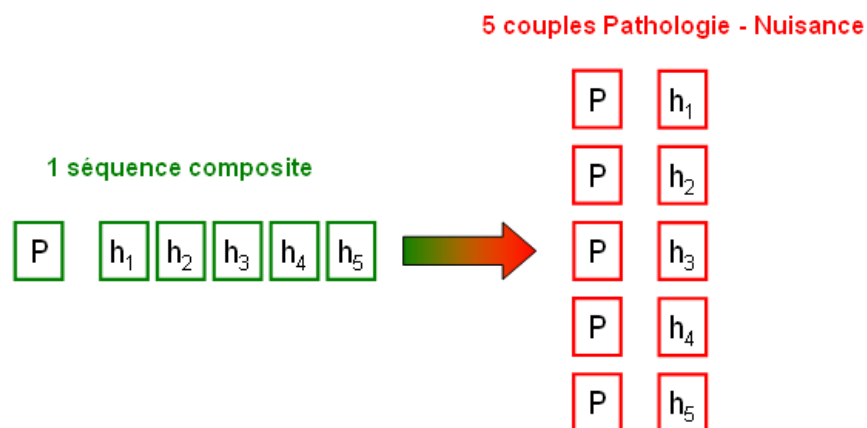 5 couples Pathologie - Nuisance
P h₁
P h₂
1 séquence composite
P h₁ h₂ h₃ h₄ h₅
P h₃
P h₄
P h₅